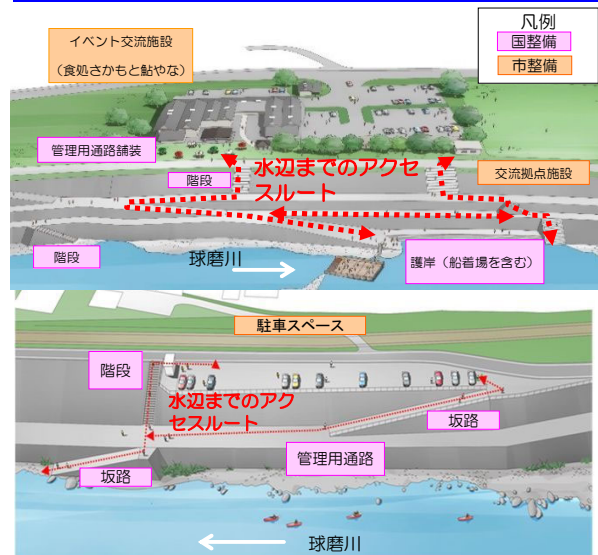 凡例
国整備
市整備
イベント交流施設
（食処さかもと鮎やな）
管理用通路舗装
階段
水辺までのアクセ
スルート
交流拠点施設
階段
球磨川
護岸（船着場を含む）
駐車スペース
階段
水辺までのアク
セスルート
坂路
管理用通路
坂路
球磨川